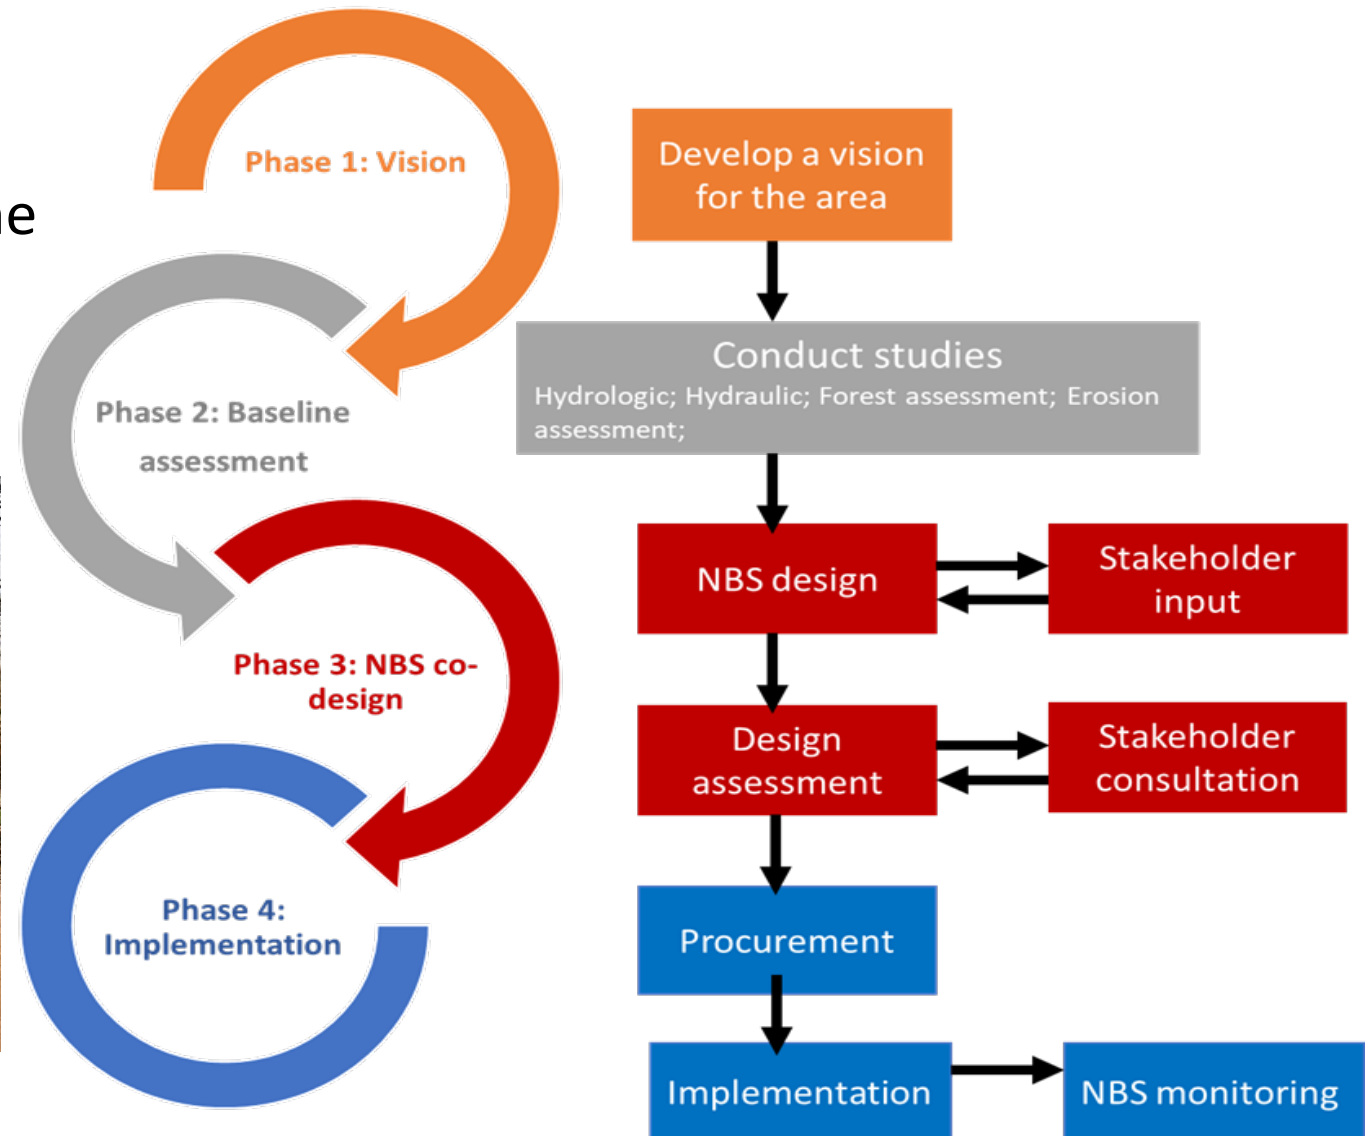 ne
Phase 1: Vision
Phase 2: Baseline
assessment
Phase 3: NBS co-
design
Phase 4:
Implementation
Develop a vision
for the area
Conduct studies
Hydrologic; Hydraulic; Forest assessment; Erosion
assessment;
NBS design
Stakeholder
input
Design
assessment
Stakeholder
consultation
Procurement
Implementation
NBS monitoring